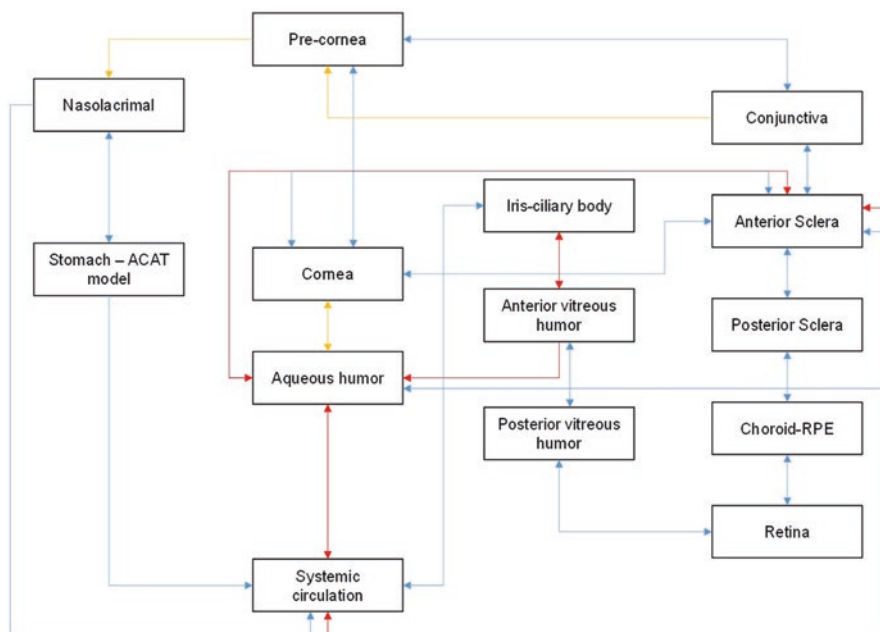 Pre-cornea
Nasolacrimal
Conjunctiva
Iris-ciliary body
Anterior Sclera
Stomach – ACAT
model
Cornea
Anterior vitreous
humor
Posterior Sclera
Aqueous humor
Posterior vitreous
humor
Choroid-RPE
Retina
Systemic
circulation